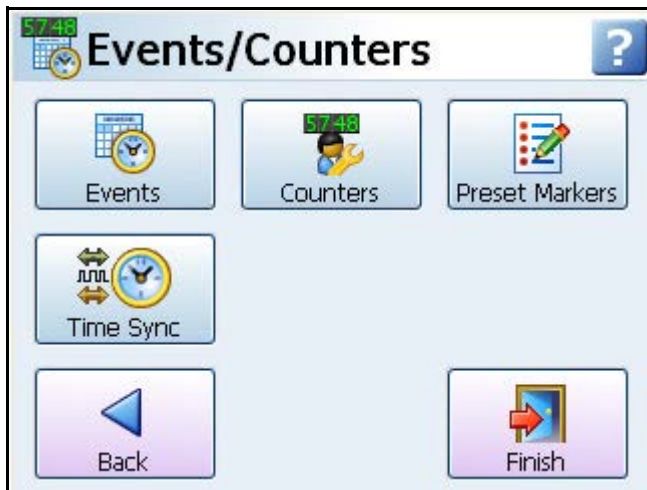 57:48
Events/Counters
?
57:48
Events
Counters
Preset Markers
Time Sync
Back
Finish